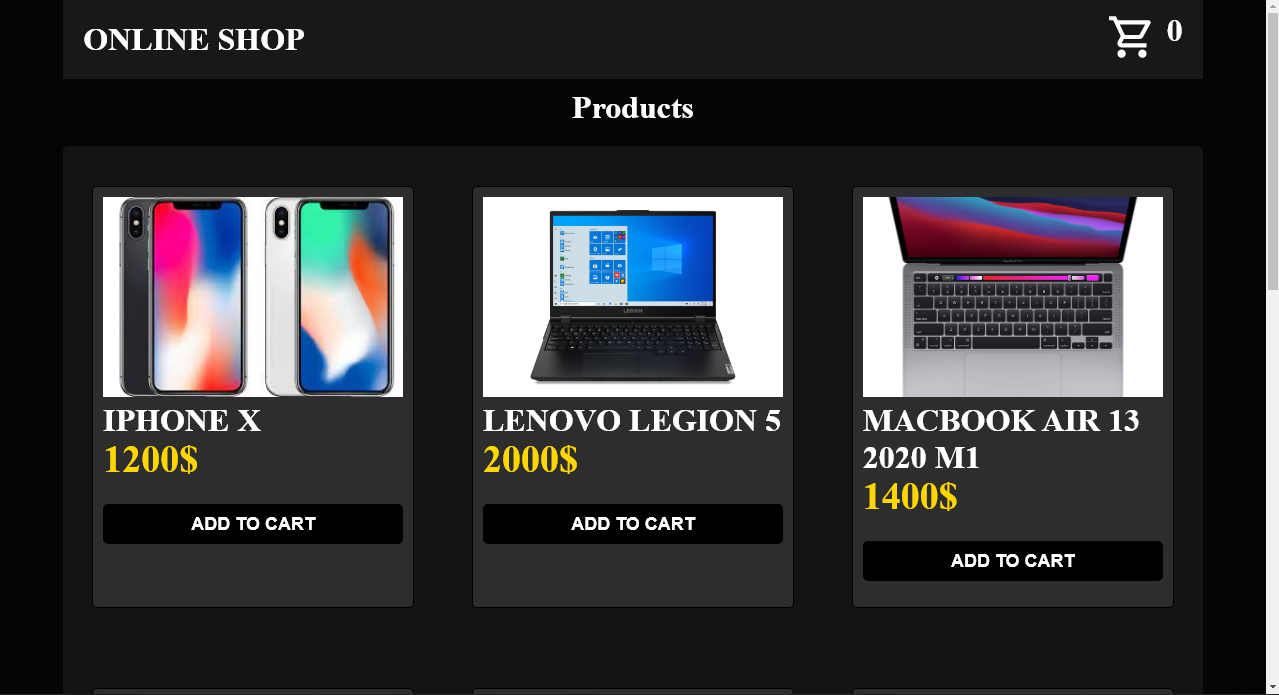 ONLINE SHOP
0
Products
LEGION
IPHONE X
1200$
ADD TO CART
LENOVO LEGION 5
2000$
ADD TO CART
MACBOOK AIR 13
2020 M1
1400$
ADD TO CART